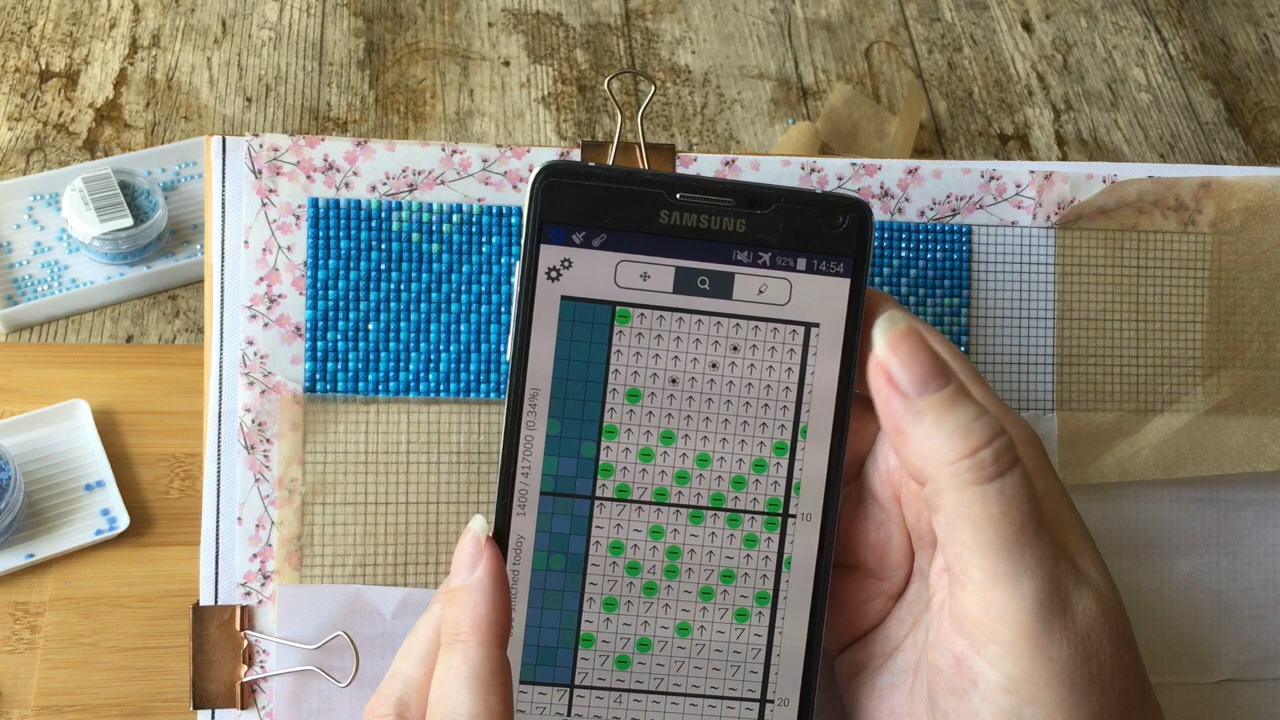 SAMSUNG
92% 14:54
1400 / 417000 (0.34%)
stitched today
10
20